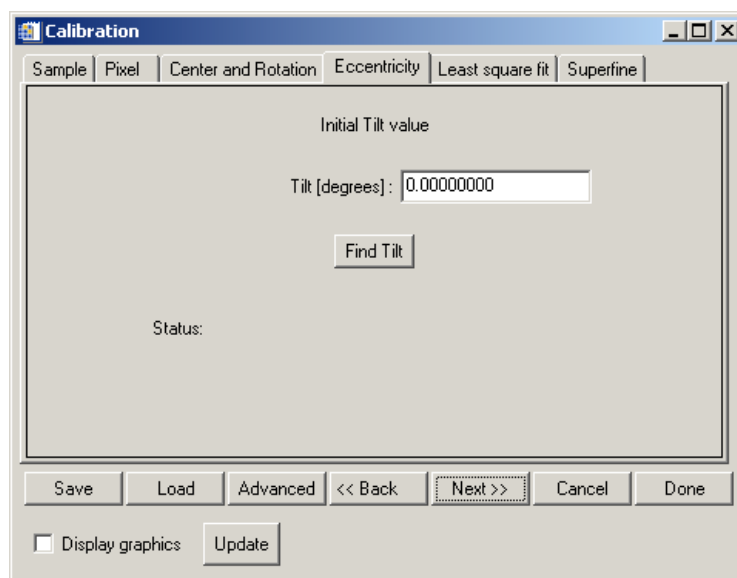 Calibration
Sample Pixel Center and Rotation Eccentricity Least square fit Superfine
Initial Tilt value
Tilt [degrees] : 0.00000000
Find Tilt
Status:
Save Load Advanced << Back Next >> Cancel Done
Display graphics Update